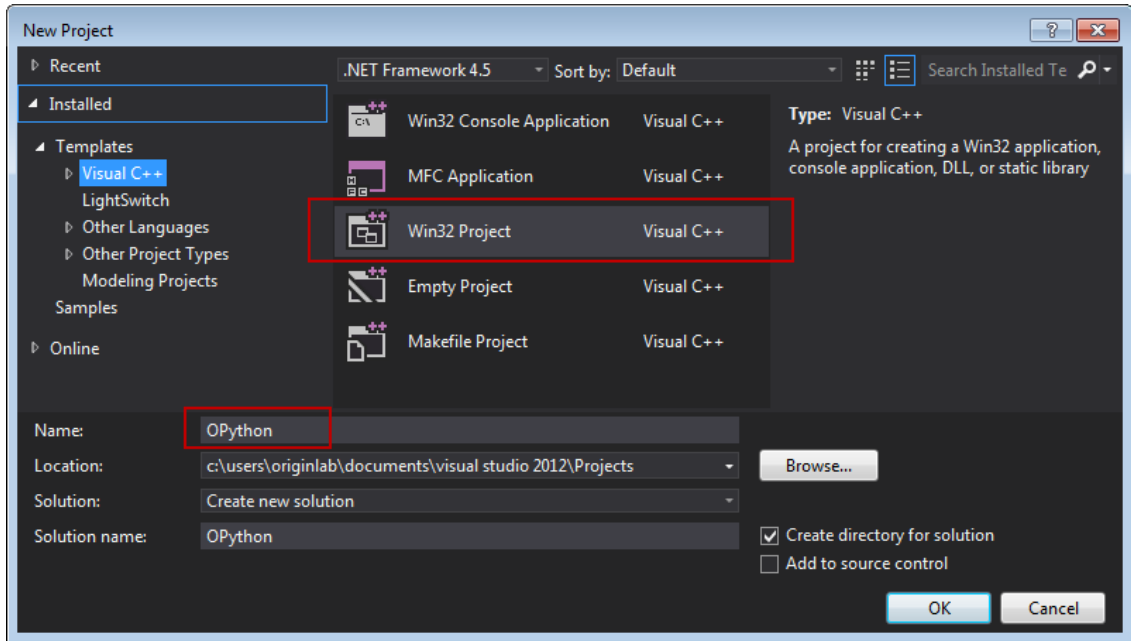 New Project
Recent
Installed
Templates
Visual C++
LightSwitch
Other Languages
Other Project Types
Modeling Projects
Samples
Online
.NET Framework 4.5
Sort by: Default
Search Installed Te
Win32 Console Application Visual C++
MFC Application Visual C++
Win32 Project Visual C++
Empty Project Visual C++
Makefile Project Visual C++
Type: Visual C++
A project for creating a Win32 application,
console application, DLL, or static library
Name: OPython
Location: c:\users\originlab\documents\visual studio 2012\Projects
Browse...
Solution: Create new solution
Solution name: OPython
Create directory for solution
Add to source control
OK
Cancel